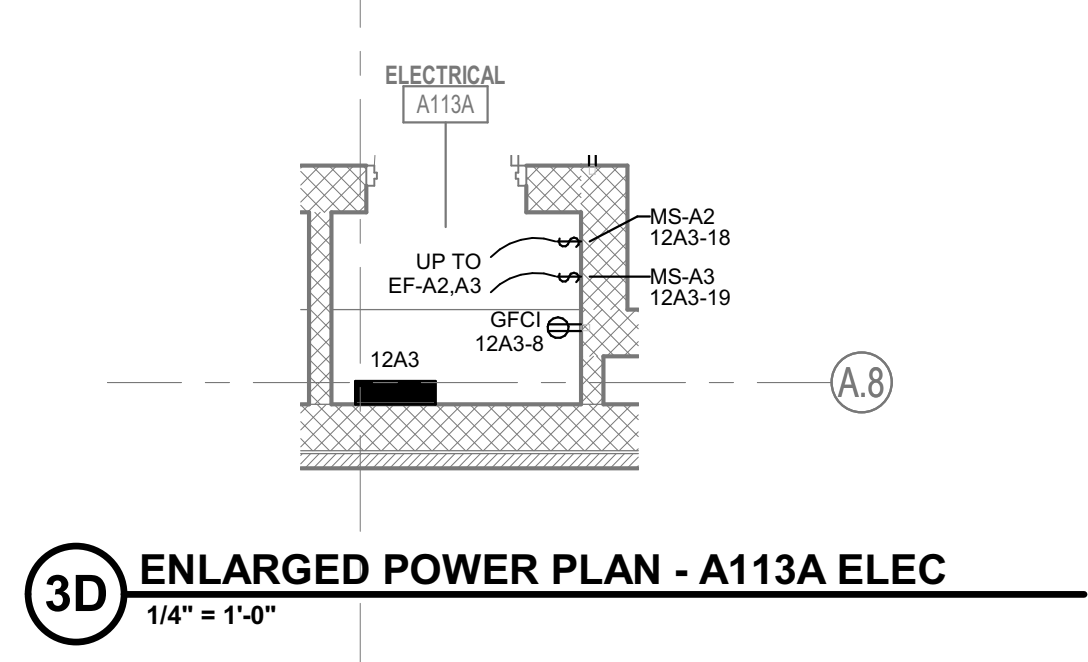 ELECTRICAL
A113A
MS-A2
12A3-18
UP TO
EF-A2,A3
MS-A3
12A3-19
GFCI
12A3-8
12A3
A.8
3D
ENLARGED POWER PLAN - A113A ELEC
1/4" = 1'-0"